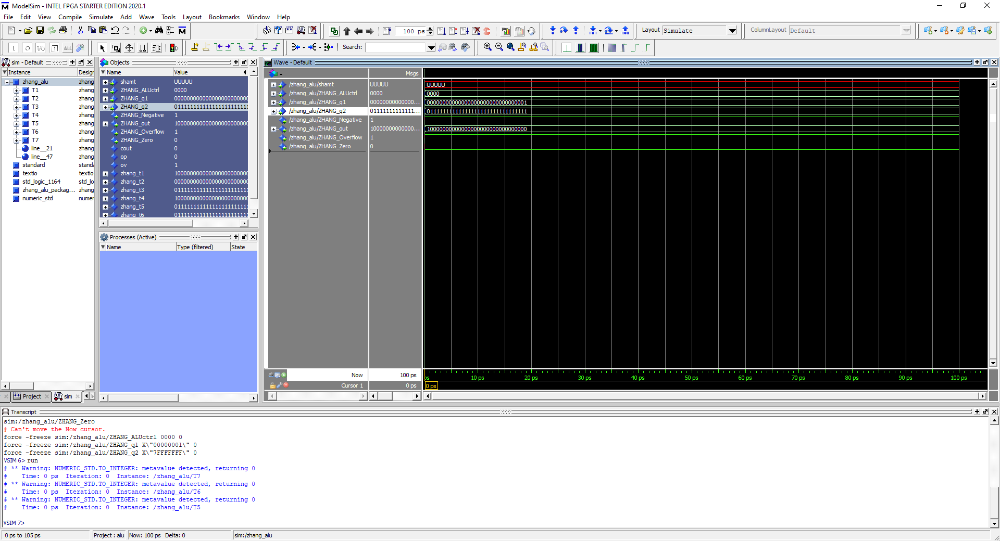 ModelSim - INTEL FPGA STARTER EDITION 2020.1
File Edit View Compile Simulate Add Wave Tools Layout Bookmarks Window Help
100 ps
Layout Simulate
ColumnLayout Default
Search:
sim - Default
Instance Design
zhang_alu zhang
T1 zhang
T2 zhang
T3 zhang
T4 zhang
T5 zhang
T6 zhang
T7 zhang
line__21 zhang
line__47 zhang
standard standa
textio textio
std_logic_1164 std_lo
zhang_alu_packag... zhang
numeric_std numer
Project sim
Objects
Name Value
shamt UUUUU
ZHANG_ALUctrl 0000
ZHANG_q1 00000000000000000000000
ZHANG_q2 01111111111111111111111
ZHANG_Negative 1
ZHANG_out 10000000000000000000000
ZHANG_Overflow 1
ZHANG_Zero 0
cout 0
op 0
ov 1
zhang_t1 10000000000000000000000
zhang_t2 00000000000000000000000
zhang_t3 01111111111111111111111
zhang_t4 10000000000000000000000
zhang_t5 01111111111111111111111
zhang_t6 01111111111111111111111
Processes (Active)
Name Type (filtered) State
Wave - Default
Msgs
/zhang_alu/shamt UUUUU UUUUU
/zhang_alu/ZHANG_ALUctrl 0000 0000
/zhang_alu/ZHANG_q1 00000000000000... 00000000000000000000000000000001
/zhang_alu/ZHANG_q2 01111111111111... 01111111111111111111111111111111
/zhang_alu/ZHANG_Negative 1
/zhang_alu/ZHANG_out 10000000000000... 10000000000000000000000000000000
/zhang_alu/ZHANG_Overflow 1
/zhang_alu/ZHANG_Zero 0
Now 100 ps
ps 10 ps 20 ps 30 ps 40 ps 50 ps 60 ps 70 ps 80 ps 90 ps 100 ps
Cursor 1 0 ps 0 ps
Transcript
sim:/zhang_alu/ZHANG_Zero
# Can't move the Now cursor.
force -freeze sim:/zhang_alu/ZHANG_ALUctrl 0000 0
force -freeze sim:/zhang_alu/ZHANG_q1 X\"00000001\" 0
force -freeze sim:/zhang_alu/ZHANG_q2 X\"7FFFFFFF\" 0
VSIM 6> run
# ** Warning: NUMERIC_STD.TO_INTEGER: metavalue detected, returning 0
# Time: 0 ps Iteration: 0 Instance: /zhang_alu/T7
# ** Warning: NUMERIC_STD.TO_INTEGER: metavalue detected, returning 0
# Time: 0 ps Iteration: 0 Instance: /zhang_alu/T6
# ** Warning: NUMERIC_STD.TO_INTEGER: metavalue detected, returning 0
# Time: 0 ps Iteration: 0 Instance: /zhang_alu/T5
VSIM 7>
0 ps to 105 ps Project : alu Now: 100 ps Delta: 0 sim:/zhang_alu